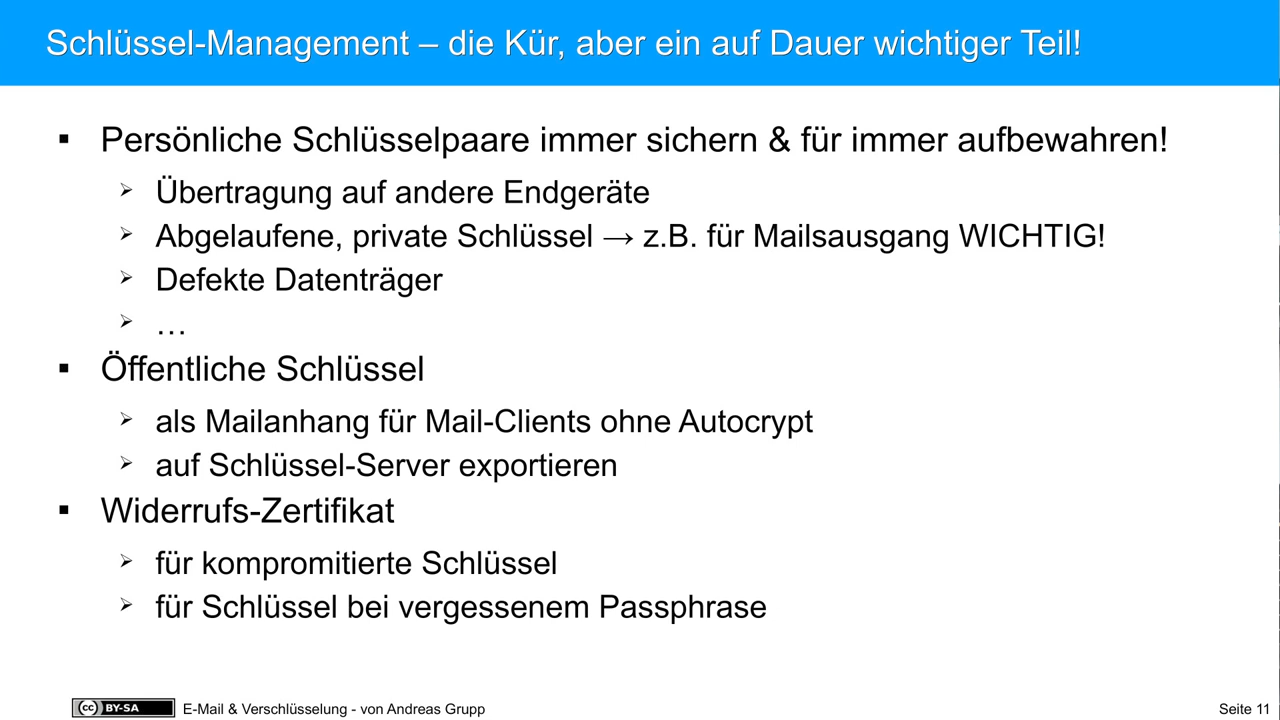 Schlüssel-Management – die Kür, aber ein auf Dauer wichtiger Teil!
▪ Persönliche Schlüsselpaare immer sichern & für immer aufbewahren!
➢ Übertragung auf andere Endgeräte
➢ Abgelaufene, private Schlüssel → z.B. für Mailsausgang WICHTIG!
➢ Defekte Datenträger
➢ …
▪ Öffentliche Schlüssel
➢ als Mailanhang für Mail-Clients ohne Autocrypt
➢ auf Schlüssel-Server exportieren
▪ Widerrufs-Zertifikat
➢ für kompromitierte Schlüssel
➢ für Schlüssel bei vergessenem Passphrase
cc BY-SA E-Mail & Verschlüsselung - von Andreas Grupp Seite 11